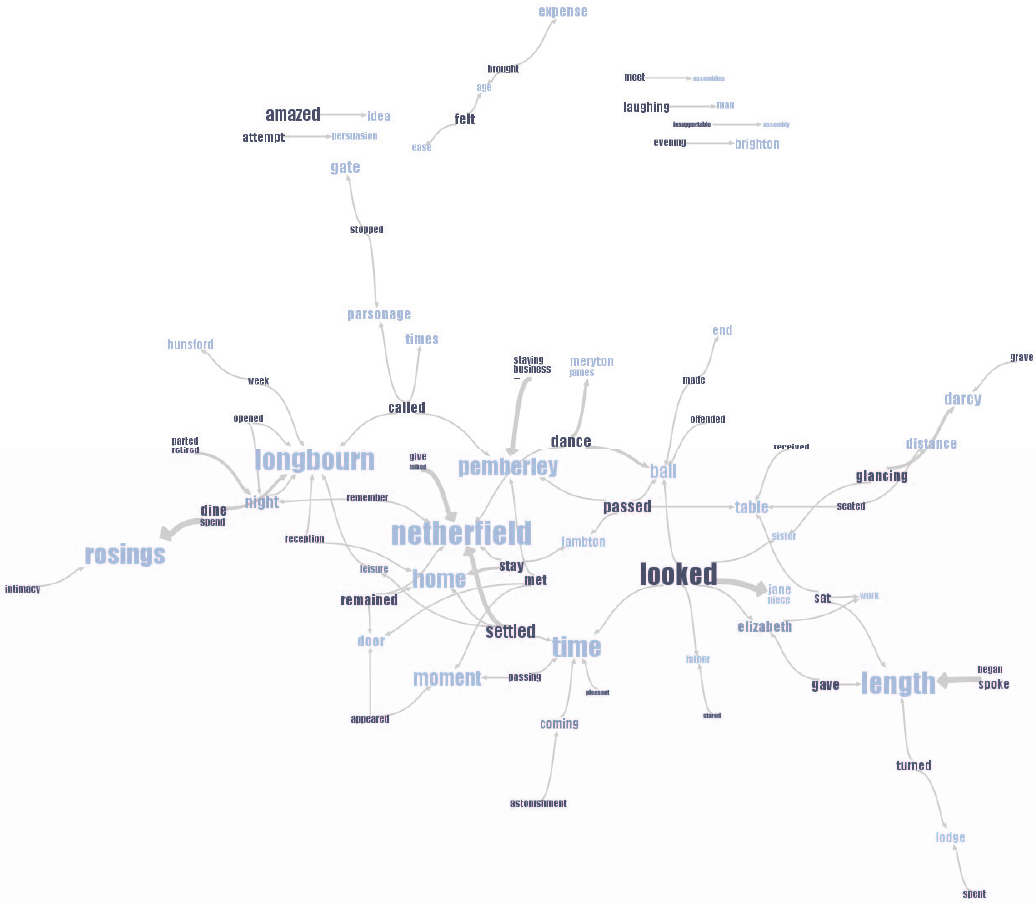 expense
brought
age
meet
assemblies
amazed
idea
felt
laughing
man
insupportable
assembly
attempt
persuasion
ease
evening
brighton
gate
stopped
parsonage
times
end
hunsford
staying
business
meryton
james
grave
week
made
called
darcy
opened
offended
parted
retired
dance
distance
received
longbourn
give
pemberley
ball
glancing
night
remember
dine
spend
passed
table
seated
netherfield
reception
lambton
sister
rosings
leisure
home
stay
met
looked
jane
niece
intimacy
remained
sat
work
settled
elizabeth
door
time
father
moment
passing
pleasant
gave
length
began
spoke
appeared
coming
stared
turned
astonishment
lodge
spent